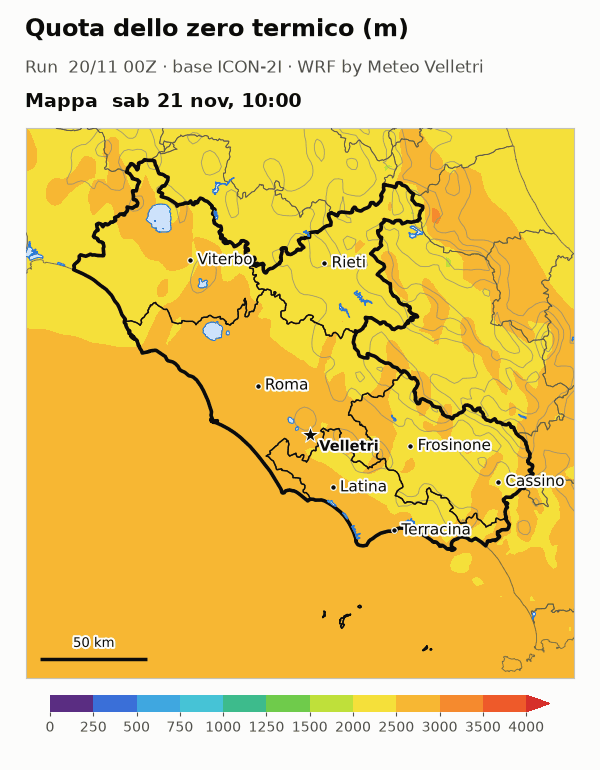 Quota dello zero termico (m)
Run  20/11 00Z · base ICON-2I · WRF by Meteo Velletri
Mappa  sab 21 nov, 10:00
Viterbo
Rieti
Roma
Velletri
Frosinone
Latina
Cassino
Terracina
50 km
0 250 500 750 1000 1250 1500 2000 2500 3000 3500 4000